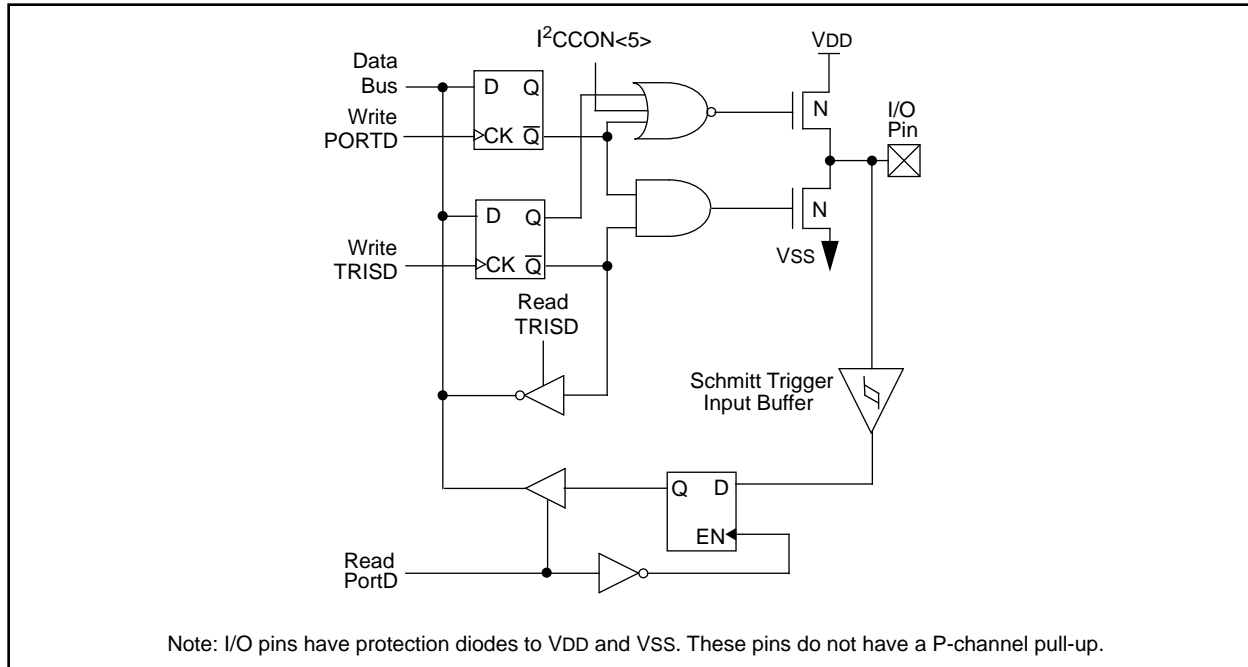 I²CCON<5>
VDD
Data
Bus
D Q
Write
PORTD
CK Q̅
N
I/O
Pin
D Q
N
Write
TRISD
CK Q̅
VSS
Read
TRISD
Schmitt Trigger
Input Buffer
Q D
EN
Read
PortD
Note: I/O pins have protection diodes to VDD and VSS. These pins do not have a P-channel pull-up.